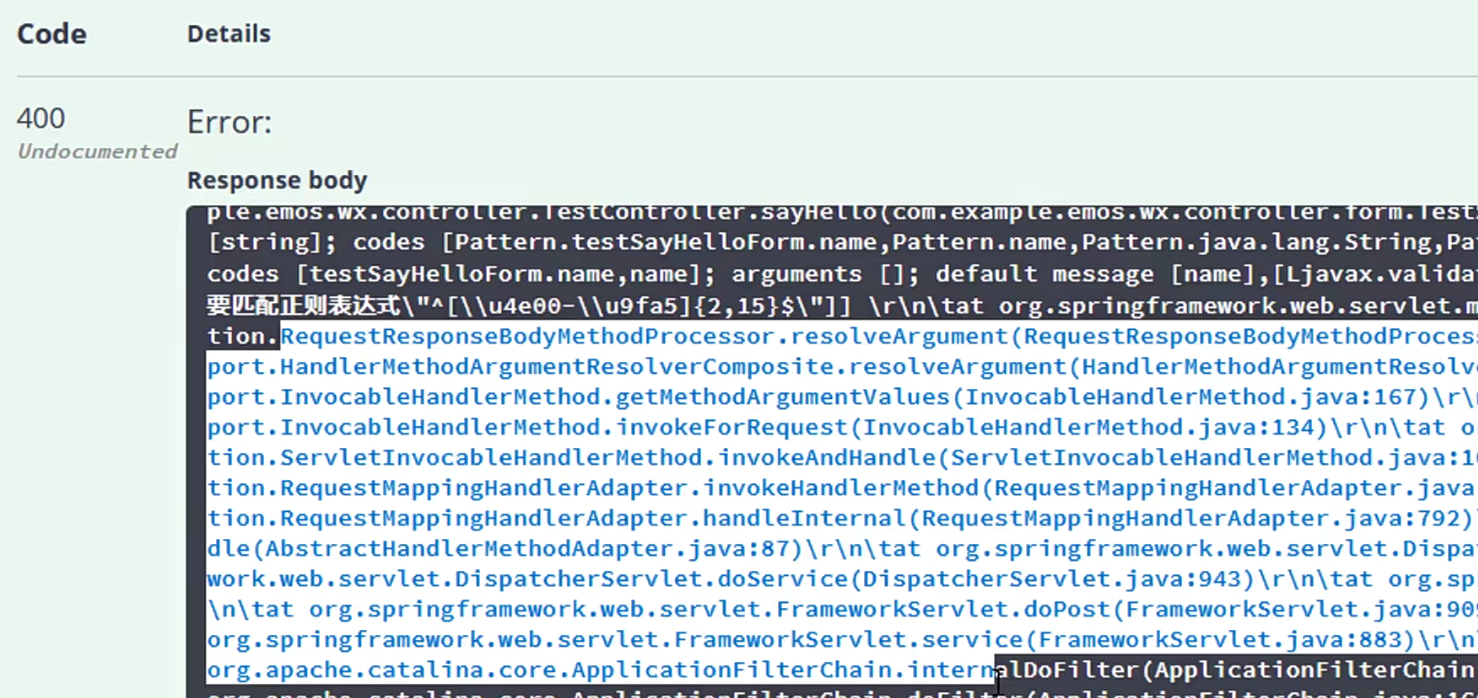 Code Details
400 Error:
Undocumented
Response body
ple.emos.wx.controller.TestController.sayHello(com.example.emos.wx.controller.form.Test
[string]; codes [Pattern.testSayHelloForm.name,Pattern.name,Pattern.java.lang.String,Pa
codes [testSayHelloForm.name,name]; arguments []; default message [name],[Ljavax.valida
要匹配正则表达式\"^[\\u4e00-\\u9fa5]{2,15}$\"]] \r\n\tat org.springframework.web.servlet.m
tion.RequestResponseBodyMethodProcessor.resolveArgument(RequestResponseBodyMethodProces
port.HandlerMethodArgumentResolverComposite.resolveArgument(HandlerMethodArgumentResolve
port.InvocableHandlerMethod.getMethodArgumentValues(InvocableHandlerMethod.java:167)\r\
port.InvocableHandlerMethod.invokeForRequest(InvocableHandlerMethod.java:134)\r\n\tat o
tion.ServletInvocableHandlerMethod.invokeAndHandle(ServletInvocableHandlerMethod.java:10
tion.RequestMappingHandlerAdapter.invokeHandlerMethod(RequestMappingHandlerAdapter.java
tion.RequestMappingHandlerAdapter.handleInternal(RequestMappingHandlerAdapter.java:792)\
dle(AbstractHandlerMethodAdapter.java:87)\r\n\tat org.springframework.web.servlet.Dispa
work.web.servlet.DispatcherServlet.doService(DispatcherServlet.java:943)\r\n\tat org.sp
\n\tat org.springframework.web.servlet.FrameworkServlet.doPost(FrameworkServlet.java:909
org.springframework.web.servlet.FrameworkServlet.service(FrameworkServlet.java:883)\r\n
org.apache.catalina.core.ApplicationFilterChain.internalDoFilter(ApplicationFilterChain